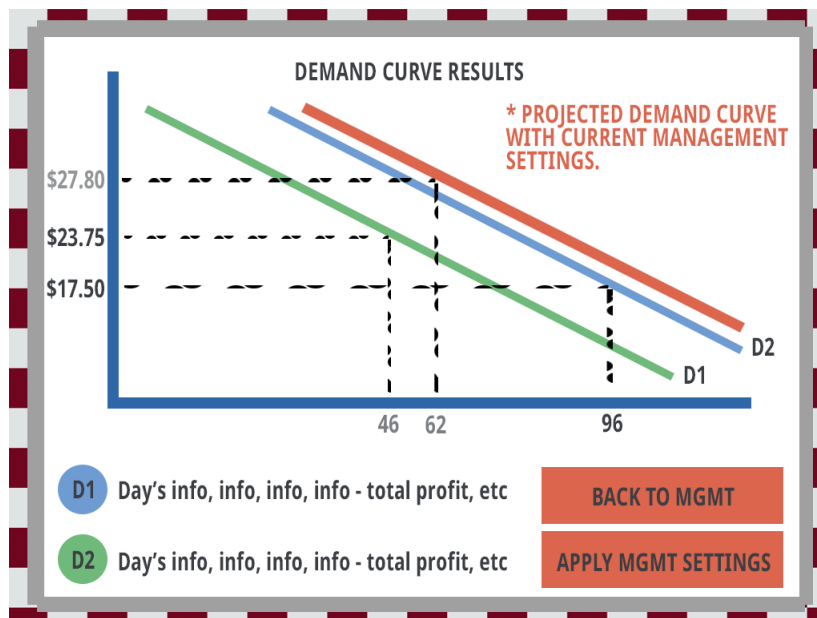 DEMAND CURVE RESULTS
* PROJECTED DEMAND CURVE
WITH CURRENT MANAGEMENT
SETTINGS.
$27.80
$23.75
$17.50
D2
D1
46
62
96
D1
Day's info, info, info, info - total profit, etc
BACK TO MGMT
D2
Day's info, info, info, info - total profit, etc
APPLY MGMT SETTINGS